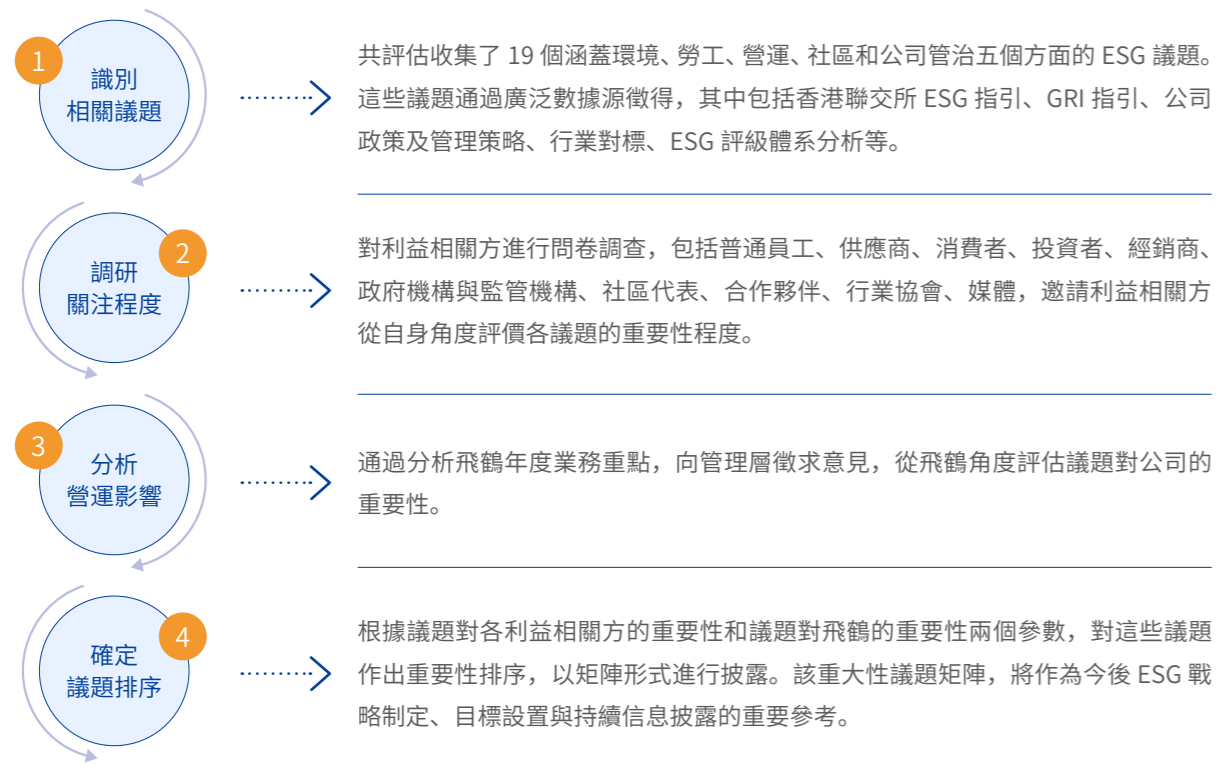 1
識別
相關議題
共評估收集了 19 個涵蓋環境、勞工、營運、社區和公司管治五個方面的 ESG 議題。
這些議題通過廣泛數據源徵得，其中包括香港聯交所 ESG 指引、GRI 指引、公司
政策及管理策略、行業對標、ESG 評級體系分析等。
2
調研
關注程度
對利益相關方進行問卷調查，包括普通員工、供應商、消費者、投資者、經銷商、
政府機構與監管機構、社區代表、合作夥伴、行業協會、媒體，邀請利益相關方
從自身角度評價各議題的重要性程度。
3
分析
營運影響
通過分析飛鶴年度業務重點，向管理層徵求意見，從飛鶴角度評估議題對公司的
重要性。
4
確定
議題排序
根據議題對各利益相關方的重要性和議題對飛鶴的重要性兩個參數，對這些議題
作出重要性排序，以矩陣形式進行披露。該重大性議題矩陣，將作為今後 ESG 戰
略制定、目標設置與持續信息披露的重要參考。